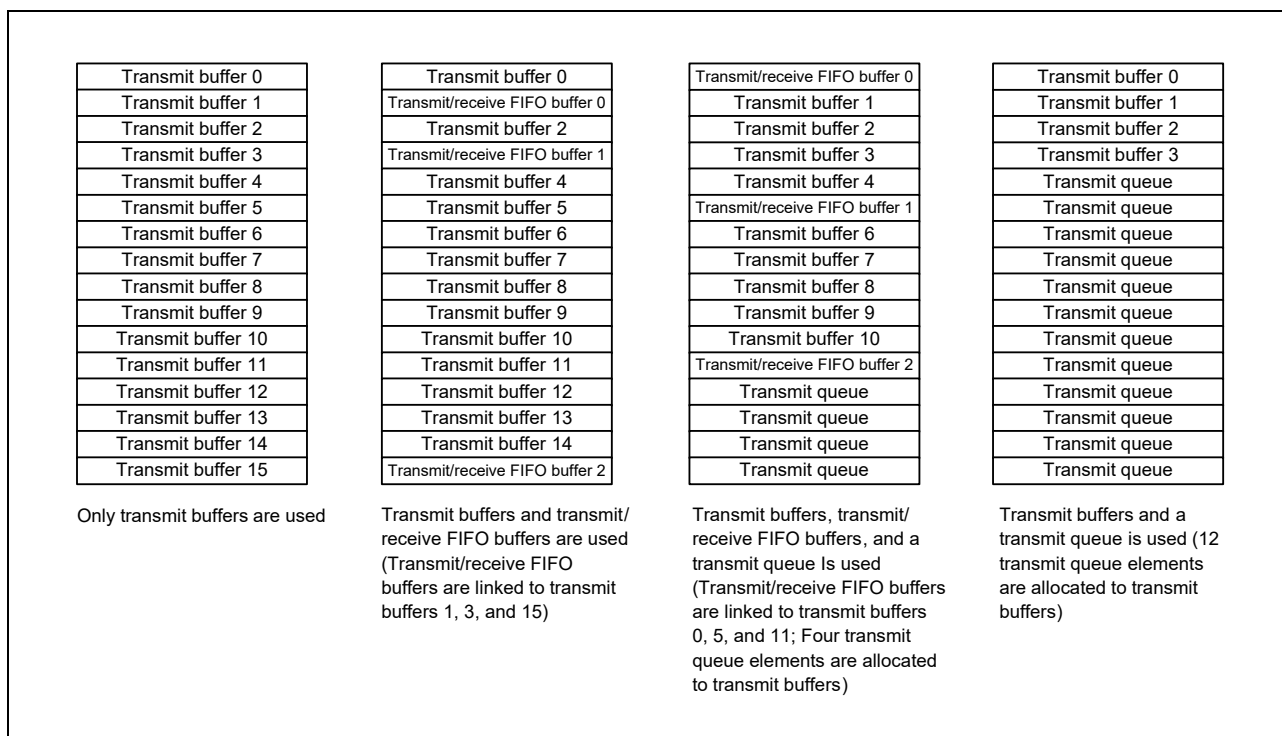 Transmit buffer 0
Transmit buffer 1
Transmit buffer 2
Transmit buffer 3
Transmit buffer 4
Transmit buffer 5
Transmit buffer 6
Transmit buffer 7
Transmit buffer 8
Transmit buffer 9
Transmit buffer 10
Transmit buffer 11
Transmit buffer 12
Transmit buffer 13
Transmit buffer 14
Transmit buffer 15
Only transmit buffers are used
Transmit buffer 0
Transmit/receive FIFO buffer 0
Transmit buffer 2
Transmit/receive FIFO buffer 1
Transmit buffer 4
Transmit buffer 5
Transmit buffer 6
Transmit buffer 7
Transmit buffer 8
Transmit buffer 9
Transmit buffer 10
Transmit buffer 11
Transmit buffer 12
Transmit buffer 13
Transmit buffer 14
Transmit/receive FIFO buffer 2
Transmit buffers and transmit/
receive FIFO buffers are used
(Transmit/receive FIFO
buffers are linked to transmit
buffers 1, 3, and 15)
Transmit/receive FIFO buffer 0
Transmit buffer 1
Transmit buffer 2
Transmit buffer 3
Transmit buffer 4
Transmit/receive FIFO buffer 1
Transmit buffer 6
Transmit buffer 7
Transmit buffer 8
Transmit buffer 9
Transmit buffer 10
Transmit/receive FIFO buffer 2
Transmit queue
Transmit queue
Transmit queue
Transmit queue
Transmit buffers, transmit/
receive FIFO buffers, and a
transmit queue Is used
(Transmit/receive FIFO buffers
are linked to transmit buffers
0, 5, and 11; Four transmit
queue elements are allocated
to transmit buffers)
Transmit buffer 0
Transmit buffer 1
Transmit buffer 2
Transmit buffer 3
Transmit queue
Transmit queue
Transmit queue
Transmit queue
Transmit queue
Transmit queue
Transmit queue
Transmit queue
Transmit queue
Transmit queue
Transmit queue
Transmit queue
Transmit buffers and a
transmit queue is used (12
transmit queue elements
are allocated to transmit
buffers)